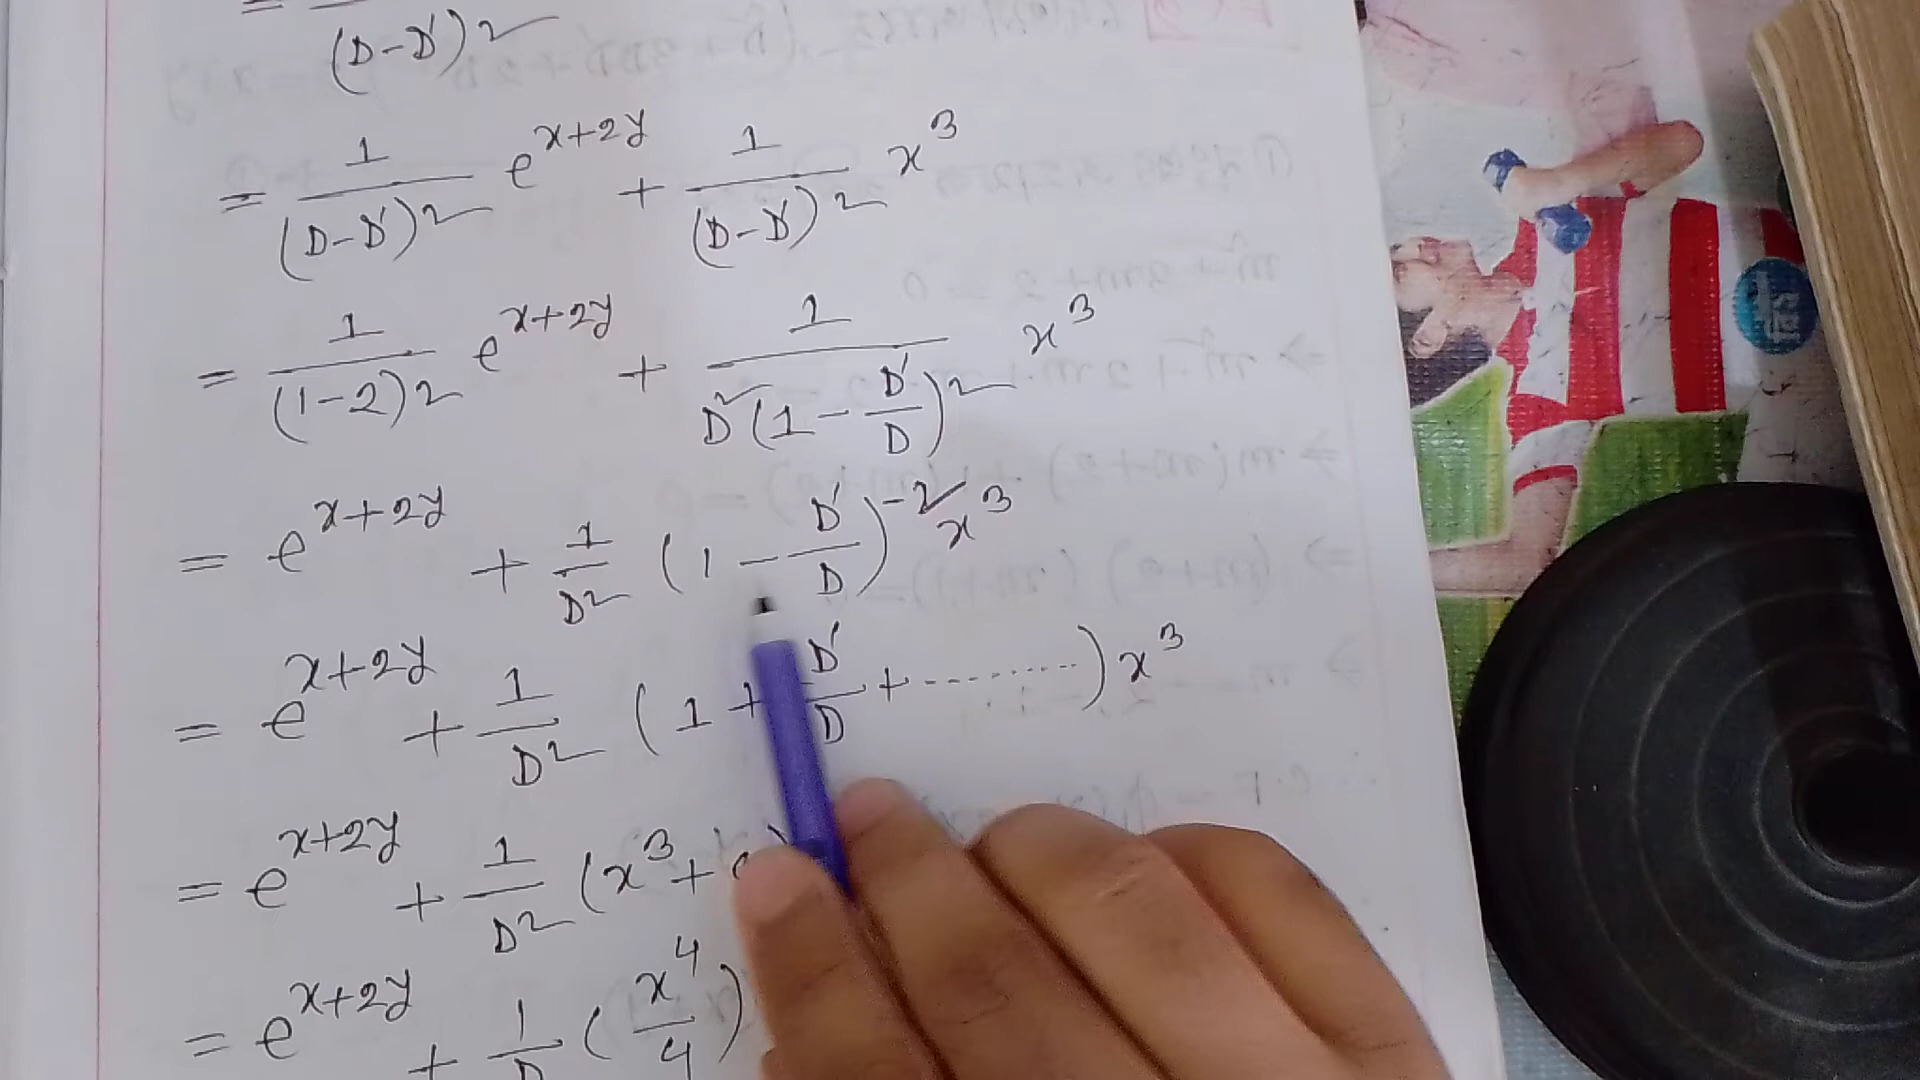 = (D-D')²
= 1/(D-D')² e^(x+2y) + 1/(D-D')² x³
= 1/(1-2)² e^(x+2y) + 1/(D²(1 - D'/D)²) x³
= e^(x+2y) + 1/D² (1 - D'/D)^-2 x³
= e^(x+2y) + 1/D² (1 + D'/D + ........) x³
= e^(x+2y) + 1/D² (x³ +
= e^(x+2y) + 1/D (x⁴/4)